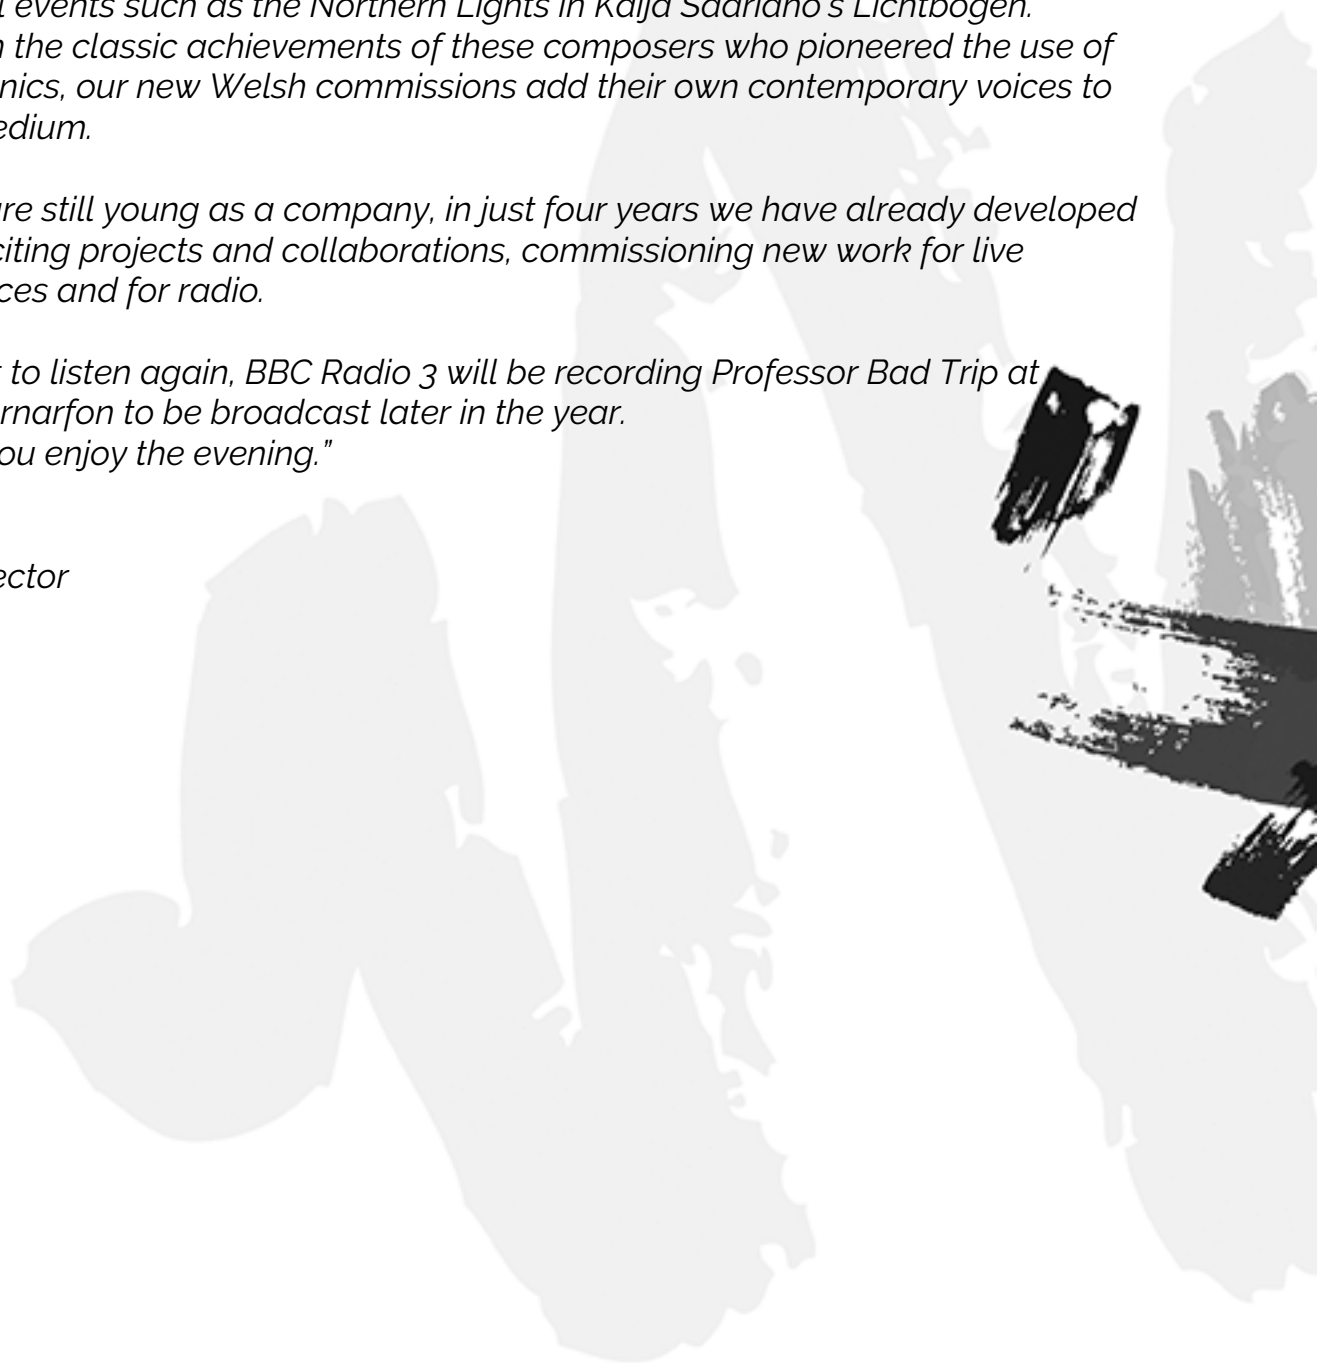 l events such as the Northern Lights in Kaija Saariaho's Lichtbogen.
n the classic achievements of these composers who pioneered the use of
nics, our new Welsh commissions add their own contemporary voices to
edium.
re still young as a company, in just four years we have already developed
citing projects and collaborations, commissioning new work for live
ces and for radio.
t to listen again, BBC Radio 3 will be recording Professor Bad Trip at
rnarfon to be broadcast later in the year.
ou enjoy the evening.”
ector